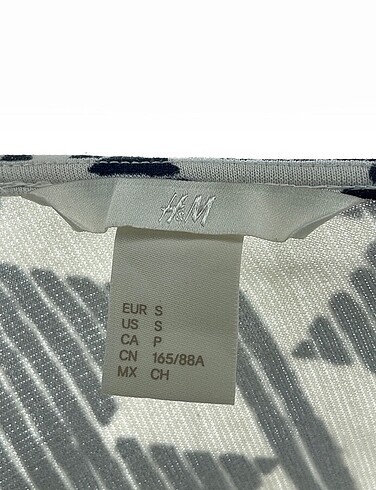 H&M
EUR S
US S
CA P
CN 165/88A
MX CH